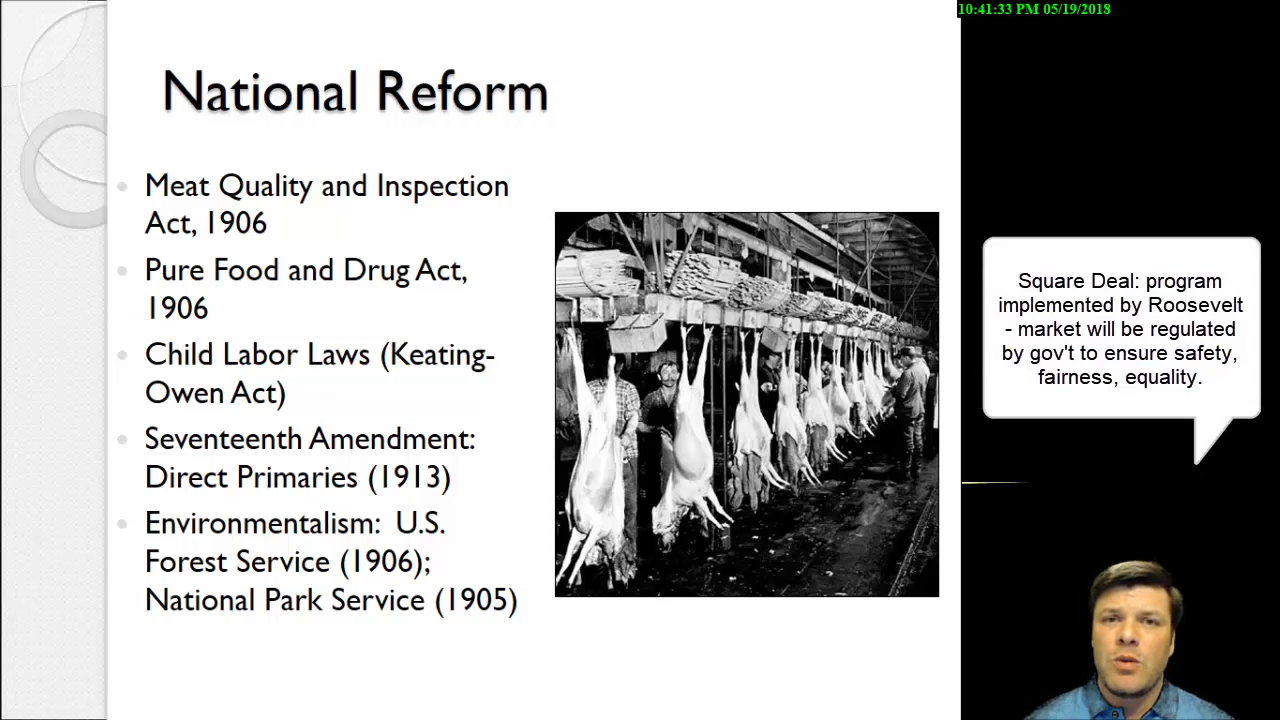 10:41:33 PM 05/19/2018
National Reform
Meat Quality and Inspection
Act, 1906
Pure Food and Drug Act,
1906
Child Labor Laws (Keating-
Owen Act)
Seventeenth Amendment:
Direct Primaries (1913)
Environmentalism:  U.S.
Forest Service (1906);
National Park Service (1905)
Square Deal: program
implemented by Roosevelt
- market will be regulated
by gov't to ensure safety,
fairness, equality.